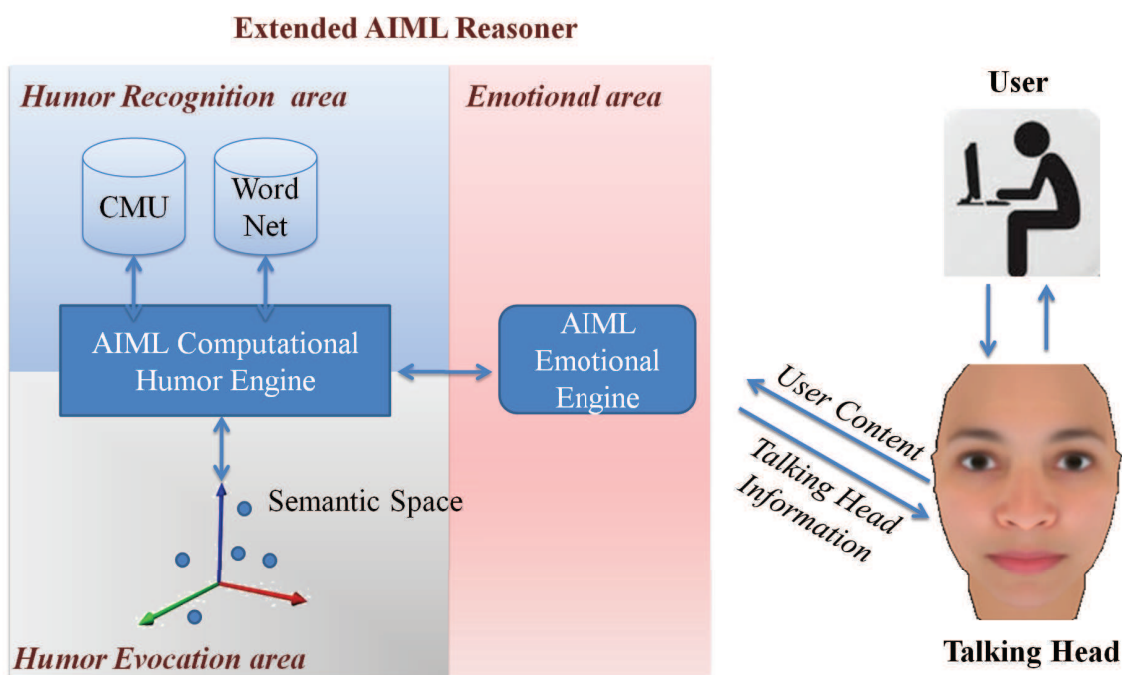 Extended AIML Reasoner
Humor Recognition area
Emotional area
CMU
Word
Net
AIML Computational
Humor Engine
AIML
Emotional
Engine
Semantic Space
Humor Evocation area
User
User Content
Talking Head
Information
Talking Head